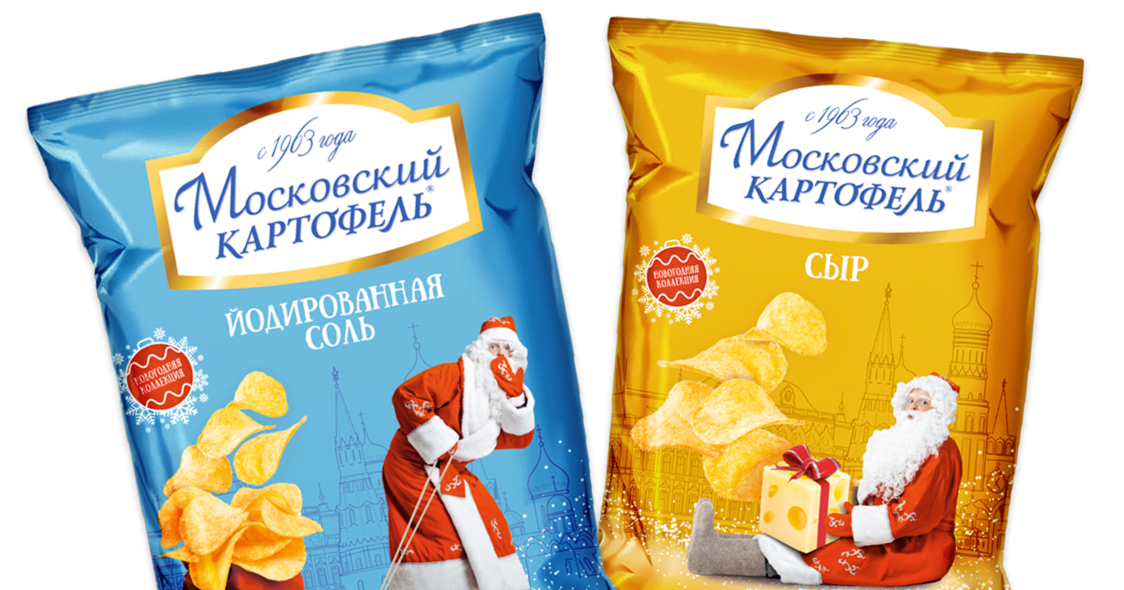 с 1963 года
Московский
КАРТОФЕЛЬ®
ЙОДИРОВАННАЯ
СОЛЬ
НОВОГОДНЯЯ
КОЛЛЕКЦИЯ
с 1963 года
Московский
КАРТОФЕЛЬ®
СЫР
НОВОГОДНЯЯ
КОЛЛЕКЦИЯ